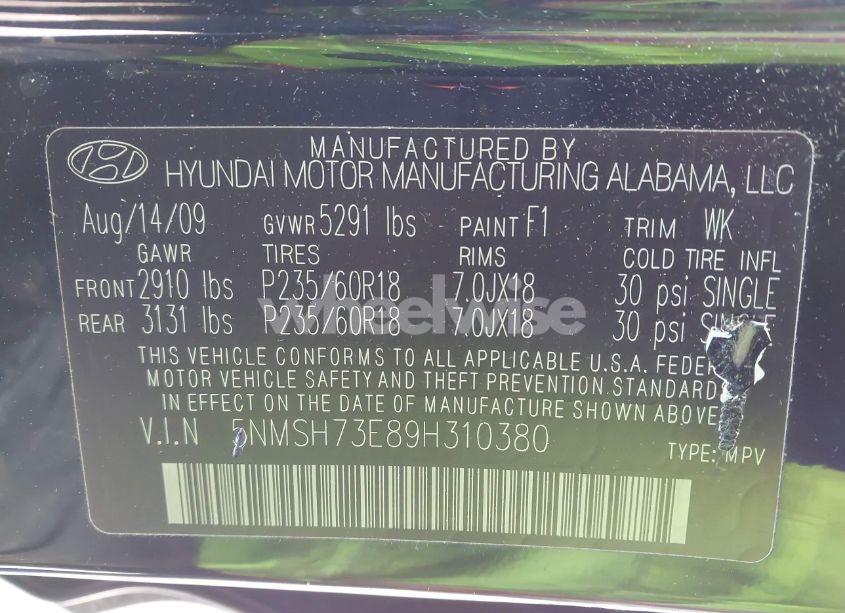 MANUFACTURED BY
HYUNDAI MOTOR MANUFACTURING ALABAMA, LLC
Aug/14/09 GVWR 5291 lbs PAINT F1 TRIM WK
GAWR TIRES RIMS COLD TIRE INFL
FRONT 2910 lbs P235/60R18 7.0JX18 30 psi SINGLE
REAR 3131 lbs P235/60R18 7.0JX18 30 psi
wheelwise
THIS VEHICLE CONFORMS TO ALL APPLICABLE U.S.A. FEDER
MOTOR VEHICLE SAFETY AND THEFT PREVENTION STANDARD
IN EFFECT ON THE DATE OF MANUFACTURE SHOWN ABOVE
V.I.N 5NMSH73E89H310380
TYPE: MPV